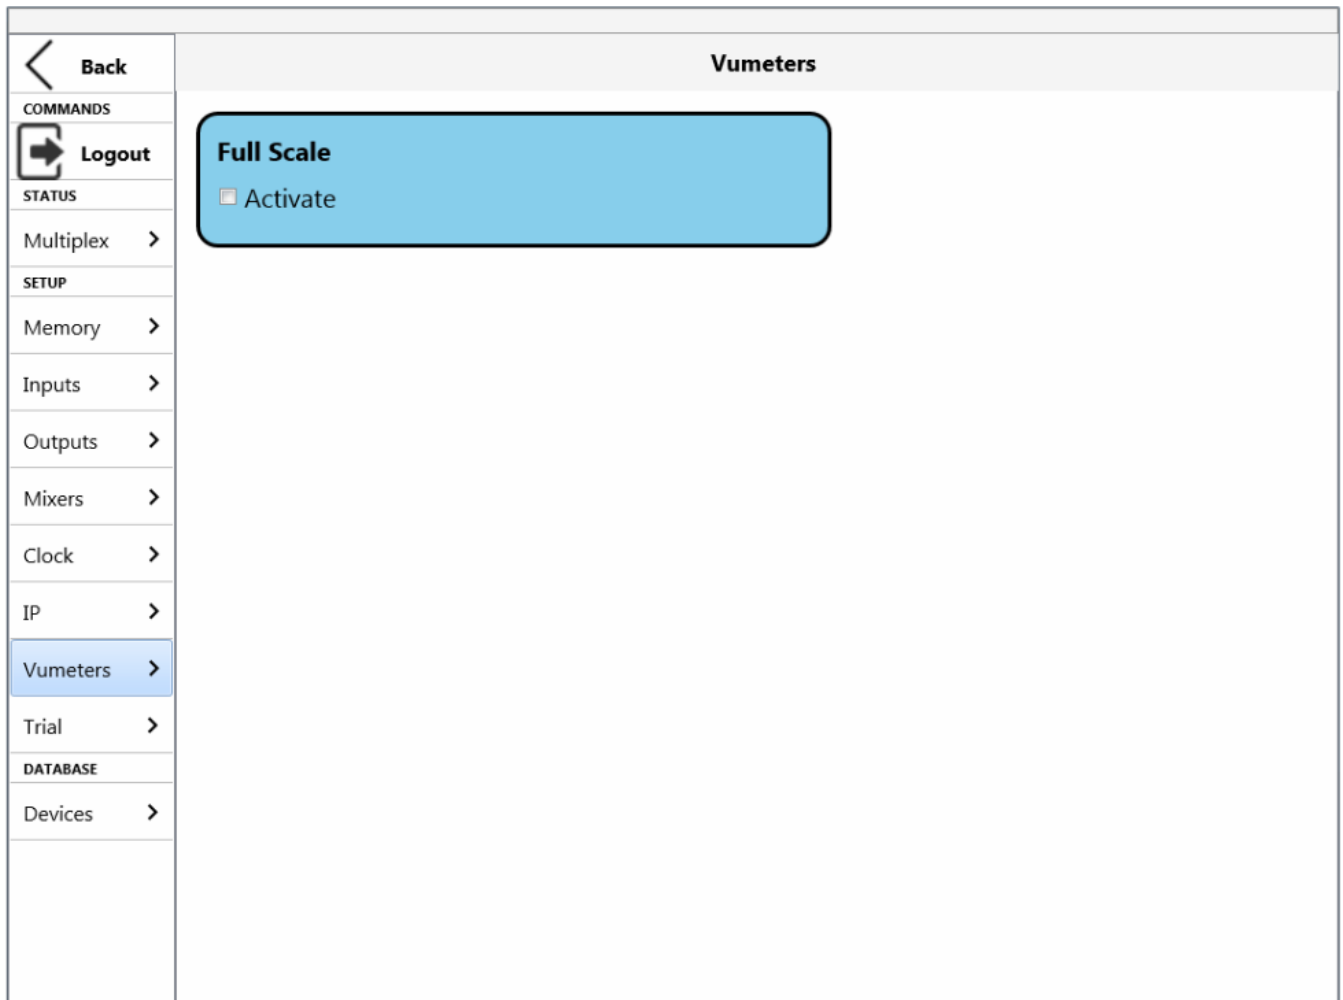 Back
Vumeters
COMMANDS
Logout
STATUS
Multiplex
SETUP
Memory
Inputs
Outputs
Mixers
Clock
IP
Vumeters
Trial
DATABASE
Devices
Full Scale
Activate